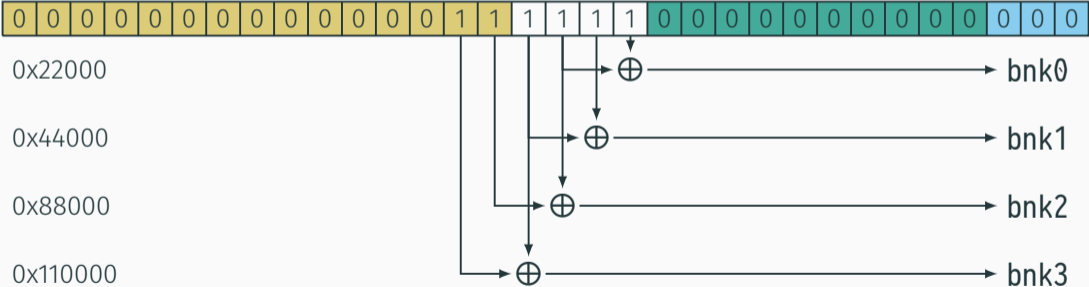 0 0 0 0 0 0 0 0 0 0 0 0 0 1 1 1 1 1 1 0 0 0 0 0 0 0 0 0 0 0 0 0
0x22000 bnk0
0x44000 bnk1
0x88000 bnk2
0x110000 bnk3